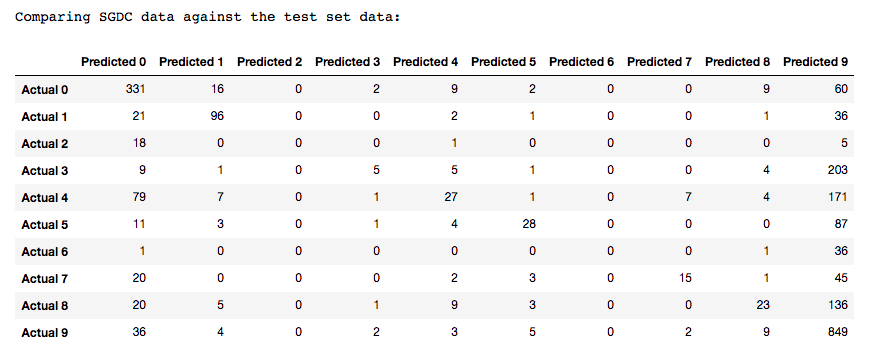 Comparing SGDC data against the test set data:
Predicted 0 Predicted 1 Predicted 2 Predicted 3 Predicted 4 Predicted 5 Predicted 6 Predicted 7 Predicted 8 Predicted 9
Actual 0 331 16 0 2 9 2 0 0 9 60
Actual 1 21 96 0 0 2 1 0 0 1 36
Actual 2 18 0 0 0 1 0 0 0 0 5
Actual 3 9 1 0 5 5 1 0 0 4 203
Actual 4 79 7 0 1 27 1 0 7 4 171
Actual 5 11 3 0 1 4 28 0 0 0 87
Actual 6 1 0 0 0 0 0 0 0 1 36
Actual 7 20 0 0 0 2 3 0 15 1 45
Actual 8 20 5 0 1 9 3 0 0 23 136
Actual 9 36 4 0 2 3 5 0 2 9 849